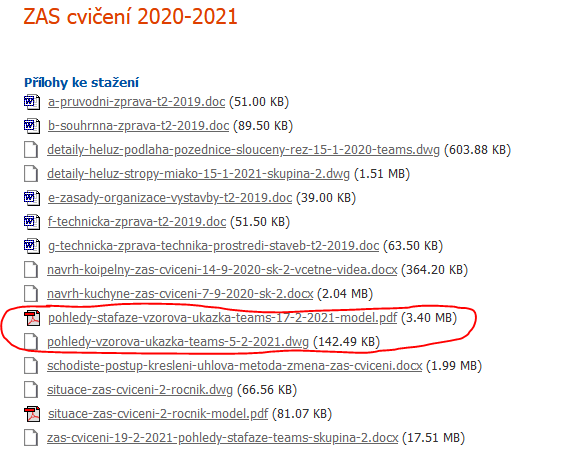 ZAS cvičení 2020-2021
Přílohy ke stažení
a-pruvodni-zprava-t2-2019.doc (51.00 KB)
b-souhrnna-zprava-t2-2019.doc (89.50 KB)
detaily-heluz-podlaha-pozednice-slouceny-rez-15-1-2020-teams.dwg (603.88 KB)
detaily-heluz-stropy-miako-15-1-2021-skupina-2.dwg (1.51 MB)
e-zasady-organizace-vystavby-t2-2019.doc (39.00 KB)
f-technicka-zprava-t2-2019.doc (51.50 KB)
g-technicka-zprava-technika-prostredi-staveb-t2-2019.doc (63.50 KB)
navrh-koipelny-zas-cviceni-14-9-2020-sk-2-vcetne-videa.docx (364.20 KB)
navrh-kuchyne-zas-cviceni-7-9-2020-sk-2.docx (2.04 MB)
pohledy-stafaze-vzorova-ukazka-teams-17-2-2021-model.pdf (3.40 MB)
pohledy-vzorova-ukazka-teams-5-2-2021.dwg (142.49 KB)
schodiste-postup-kresleni-uhlova-metoda-zmena-zas-cviceni.docx (1.99 MB)
situace-zas-cviceni-2-rocnik.dwg (66.56 KB)
situace-zas-cviceni-2-rocnik-model.pdf (81.07 KB)
zas-cviceni-19-2-2021-pohledy-stafaze-teams-skupina-2.docx (17.51 MB)